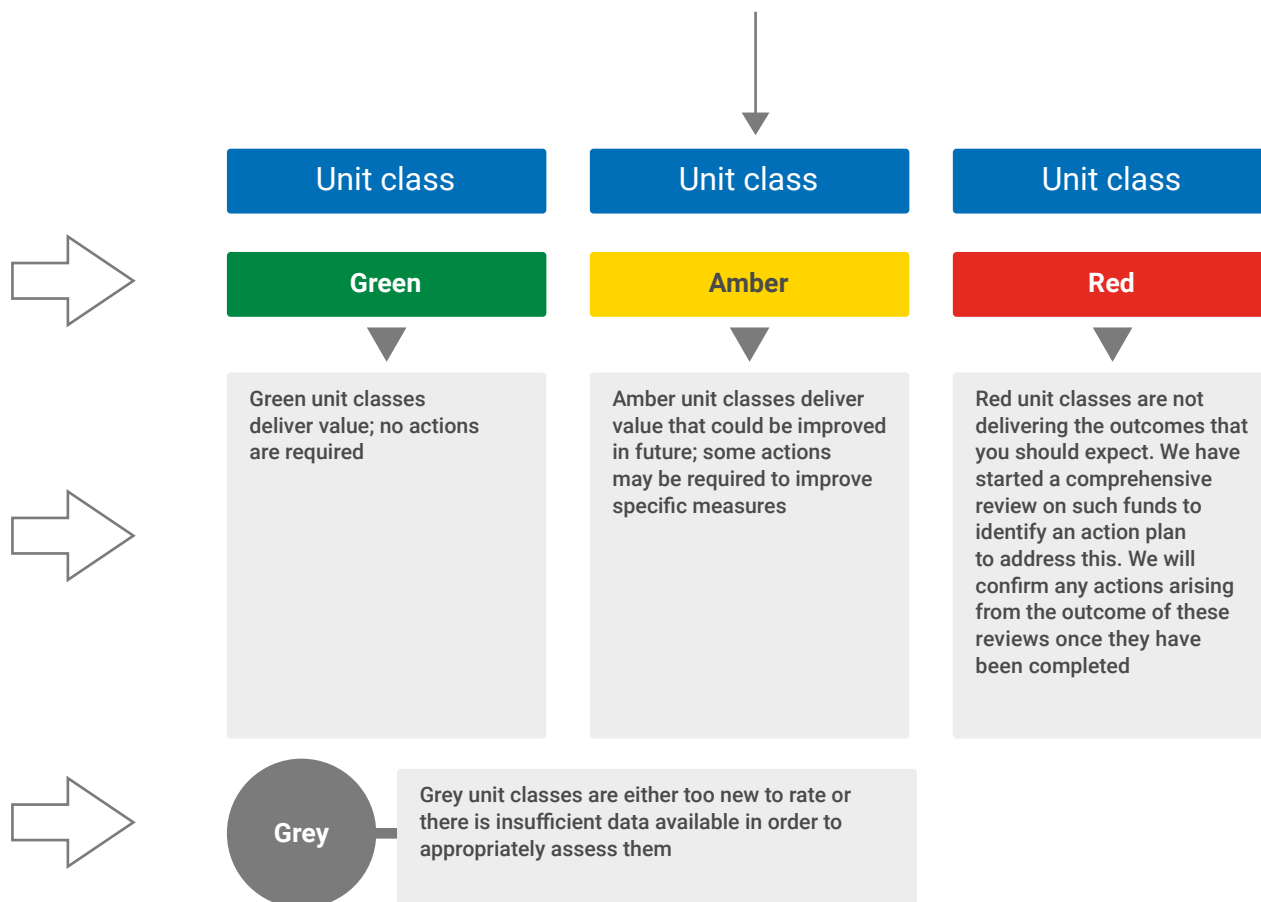 Unit class
Unit class
Unit class
Green
Amber
Red
Green unit classes
deliver value; no actions
are required
Amber unit classes deliver
value that could be improved
in future; some actions
may be required to improve
specific measures
Red unit classes are not
delivering the outcomes that
you should expect. We have
started a comprehensive
review on such funds to
identify an action plan
to address this. We will
confirm any actions arising
from the outcome of these
reviews once they have
been completed
Grey
Grey unit classes are either too new to rate or
there is insufficient data available in order to
appropriately assess them